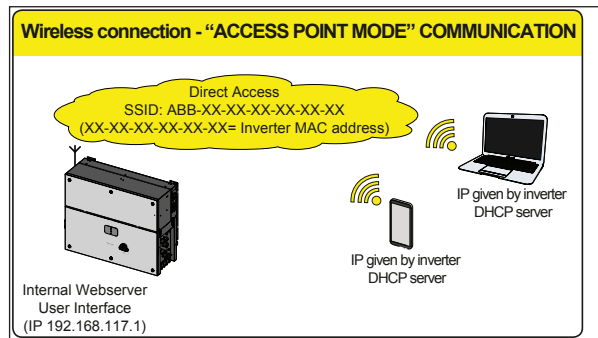 Wireless connection - “ACCESS POINT MODE” COMMUNICATION
Direct Access
SSID: ABB-XX-XX-XX-XX-XX-XX
(XX-XX-XX-XX-XX-XX= Inverter MAC address)
IP given by inverter
DHCP server
IP given by inverter
DHCP server
Internal Webserver
User Interface
(IP 192.168.117.1)